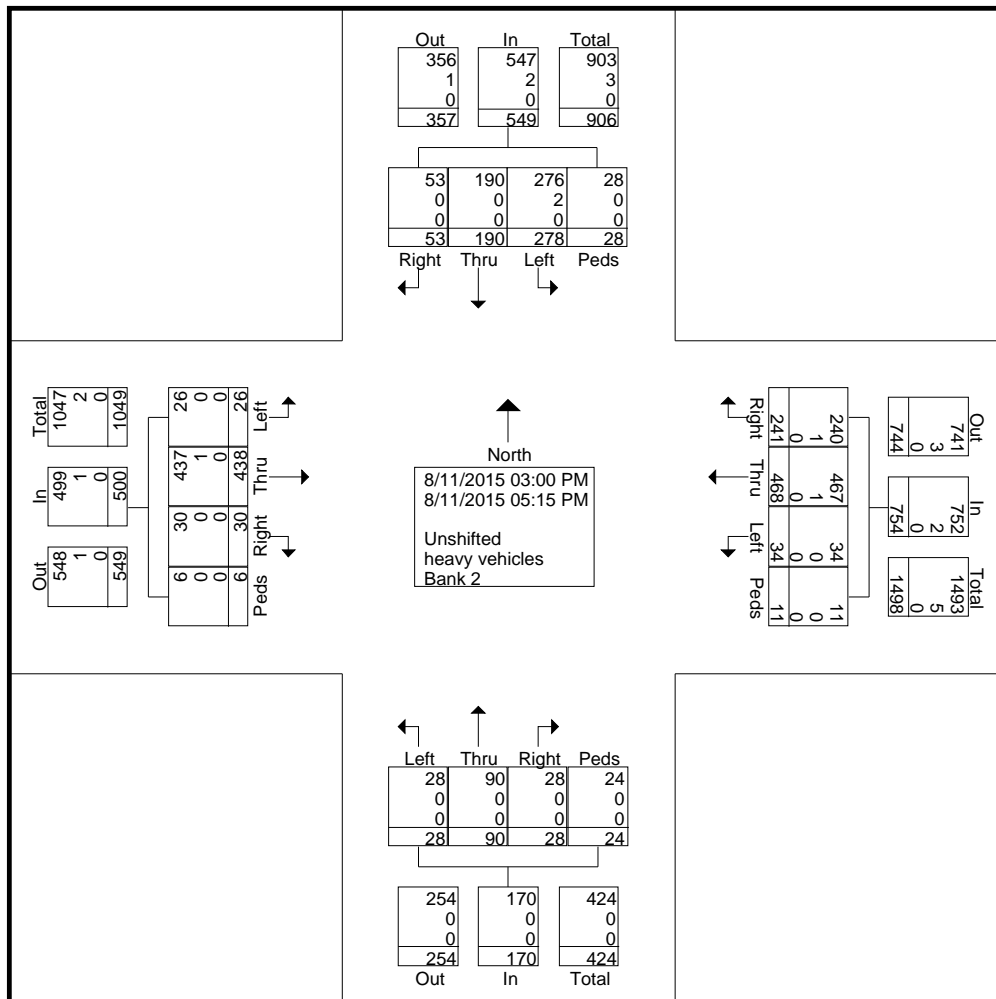 Out In Total
356 547 903
1 2 3
0 0 0
357 549 906
53 190 276 28
0 0 2 0
0 0 0 0
53 190 278 28
Right Thru Left Peds
Total
1047
2
0
1049
In
499
1
0
500
Out
548
1
0
549
Left
26
0
0
26
Thru
437
1
0
438
Right
30
0
0
30
Peds
6
0
0
6
North
8/11/2015 03:00 PM
8/11/2015 05:15 PM
Unshifted
heavy vehicles
Bank 2
Right
240
1
0
241
Thru
467
1
0
468
Left
34
0
0
34
Peds
11
0
0
11
Out
741
3
0
744
In
752
2
0
754
Total
1493
5
0
1498
Left Thru Right Peds
28 90 28 24
0 0 0 0
0 0 0 0
28 90 28 24
254 170 424
0 0 0
0 0 0
254 170 424
Out In Total